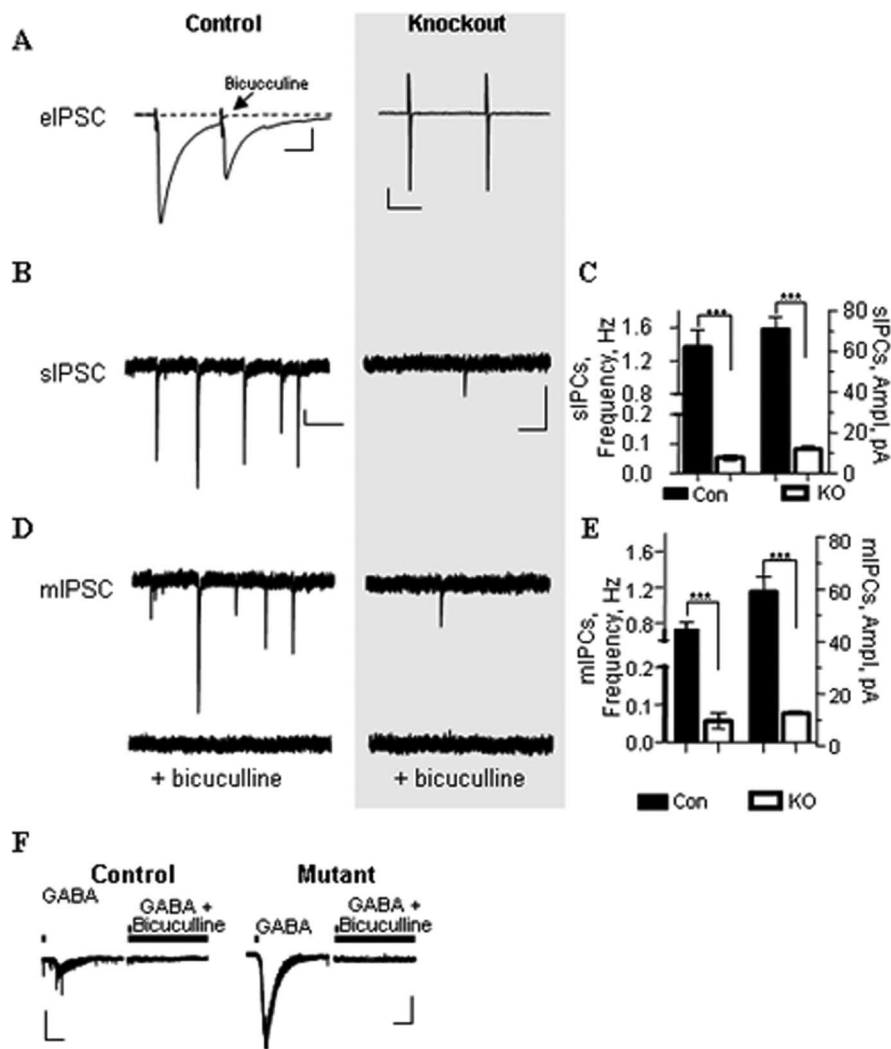 Control Knockout
A
Bicucculine
eIPSC
B
C
sIPSC
sIPCs,
Frequency, Hz
1.6
1.2
0.8
0.2
0.1
0.0
***
***
80
60
40
20
0
sIPCs, Ampl, pA
Con KO
D
E
mIPSC
mIPCs,
Frequency, Hz
1.6
1.2
0.8
0.2
0.1
0.0
***
***
80
60
40
20
0
mIPCs, Ampl, pA
Con KO
+ bicuculline + bicuculline
F
Control Mutant
GABA
GABA +
Bicuculline
GABA
GABA +
Bicuculline